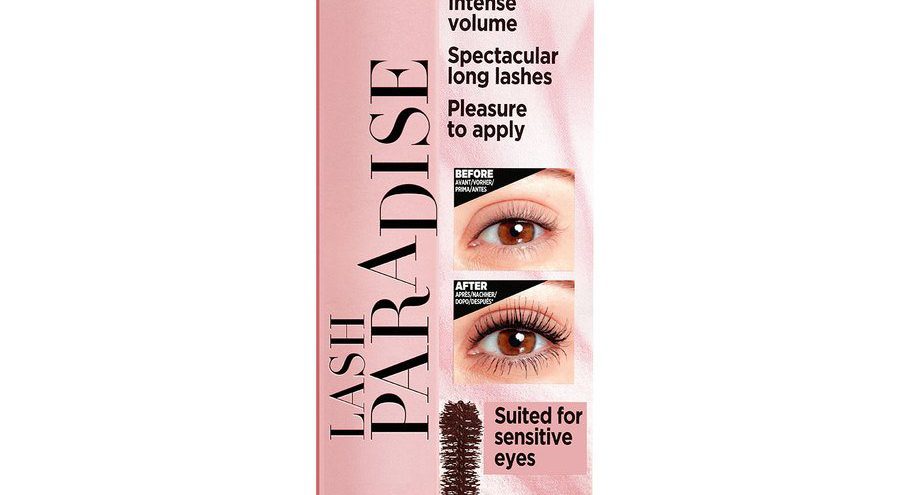 LASH
PARADISE
Intense
volume
Spectacular
long lashes
Pleasure
to apply
BEFORE
AVANT/VORHER/
PRIMA/ANTES
AFTER
APRÈS/NACHHER/
DOPO/DESPUÉS*
Suited for
sensitive
eyes